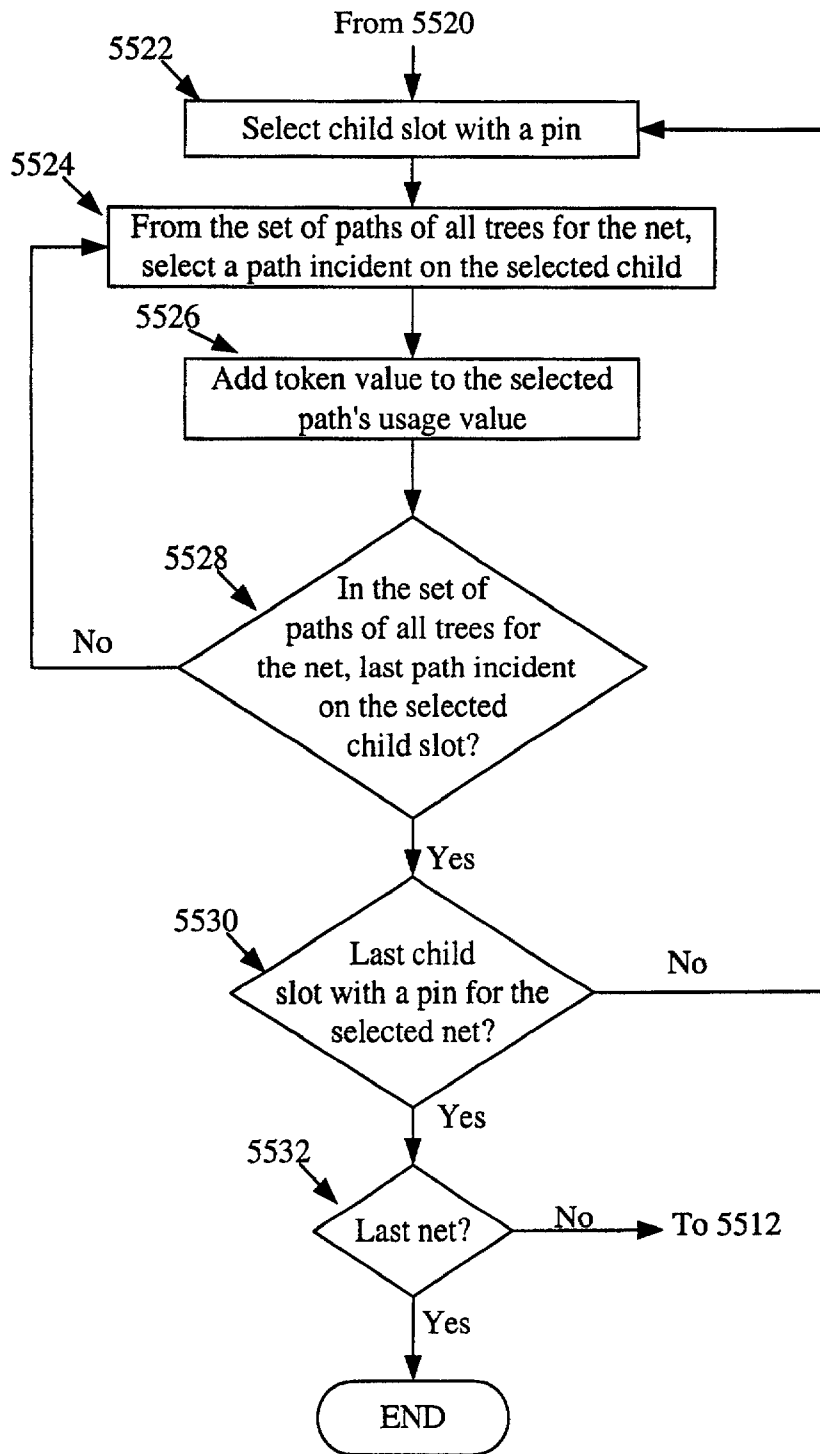 From 5520
5522
Select child slot with a pin
5524
From the set of paths of all trees for the net,
select a path incident on the selected child
5526
Add token value to the selected
path's usage value
5528
In the set of
paths of all trees for
the net, last path incident
on the selected
child slot?
No
Yes
5530
Last child
slot with a pin for the
selected net?
No
Yes
5532
Last net?
No
To 5512
Yes
END